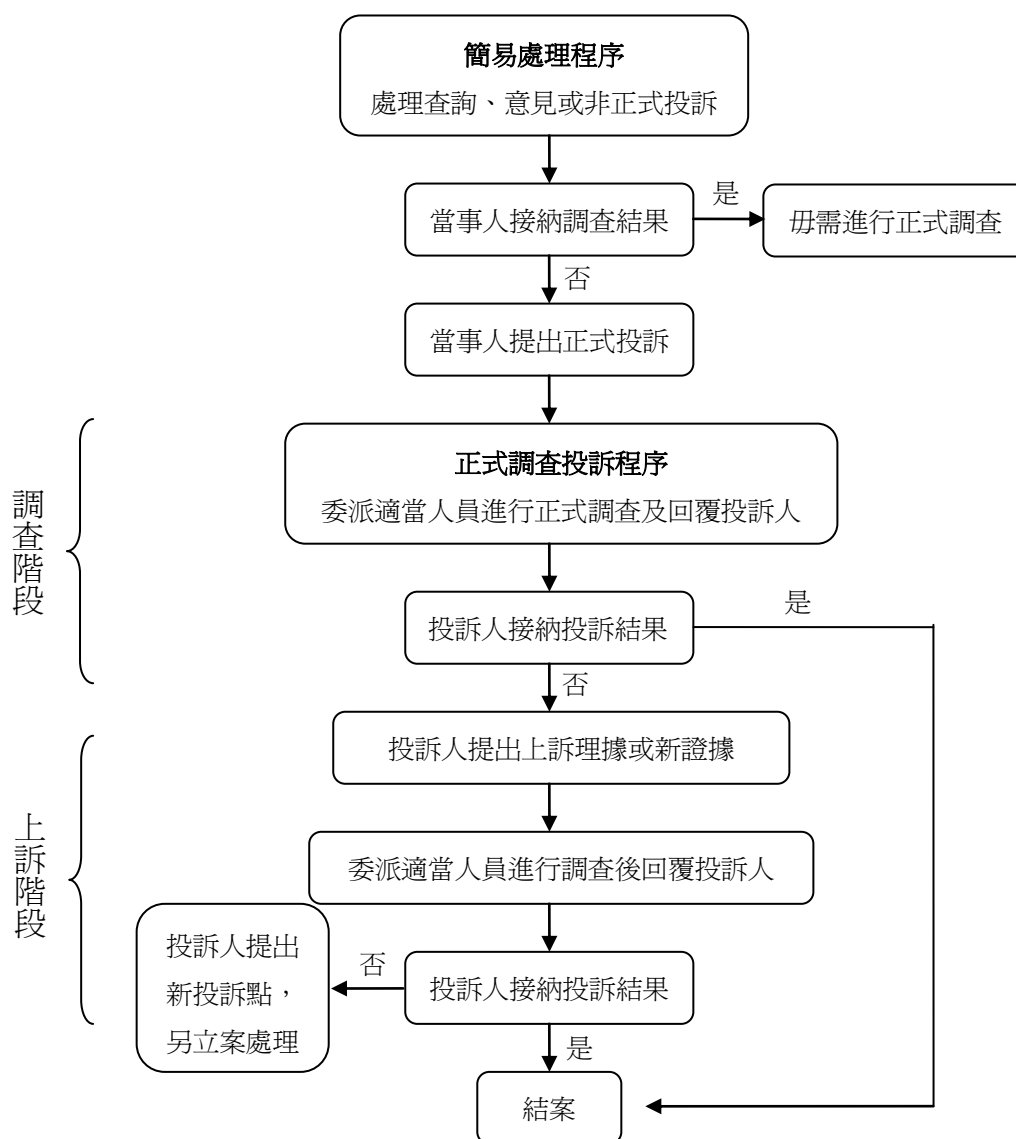 簡易處理程序
處理查詢、意見或非正式投訴
當事人接納調查結果
是
毋需進行正式調查
否
當事人提出正式投訴
調查階段
正式調查投訴程序
委派適當人員進行正式調查及回覆投訴人
投訴人接納投訴結果
是
否
上訴階段
投訴人提出上訴理據或新證據
委派適當人員進行調查後回覆投訴人
投訴人接納投訴結果
否
投訴人提出
新投訴點，
另立案處理
是
結案